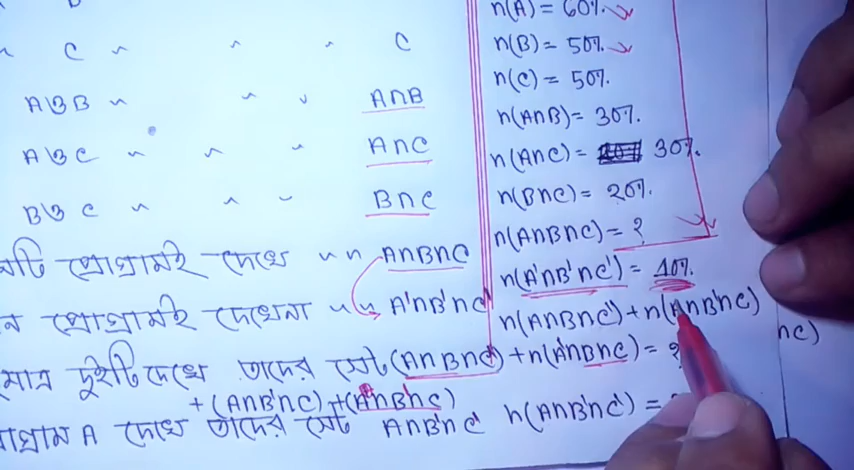 n(A) = 60%.
C " " " C n(B) = 50%.
n(C) = 50%.
A ও B " " " A∩B n(A∩B) = 30%.
A ও C " " " A∩C n(A∩C) = 30%.
B ও C " " " B∩C n(B∩C) = 20%.
n(A∩B∩C) = ?
প্রোগ্রামই দেখে " " A∩B∩C n(A'∩B'∩C') = 10%.
প্রোগ্রামই দেখেনা " " A'∩B'∩C' n(A∩B∩C') + n(A∩B'∩C)
মাত্র দুইটি দেখে তাদের সেট (A∩B∩C') + n(A'∩B∩C) = ?
+ (A∩B'∩C) + (A'∩B∩C)
A দেখে তাদের সেট A∩B'∩C' n(A∩B'∩C') =